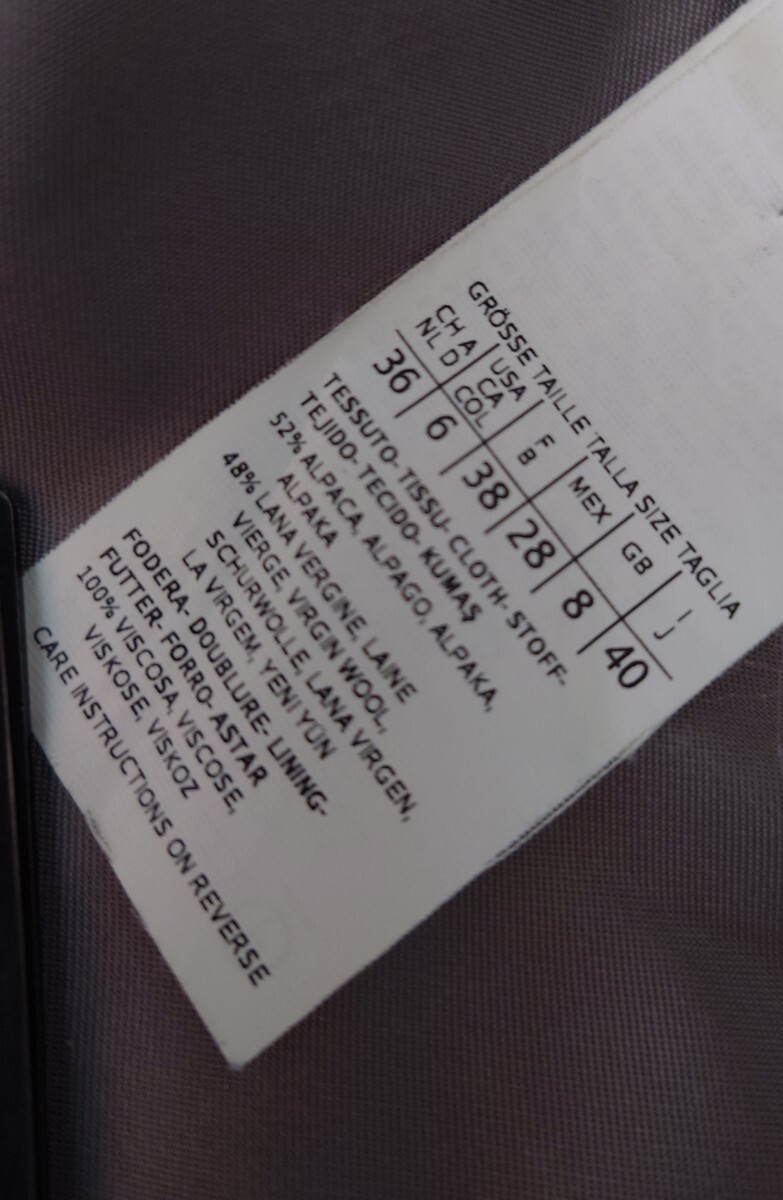 GRÖSSE TAILLE TALLA SIZE TAGLIA
CH A | USA | F | MEX | GB | I
NL D | CA | B | J
COL
36 | 6 | 38 | 28 | 8 | 40
TESSUTO- TISSU- CLOTH- STOFF-
TEJIDO- TECIDO- KUMAŞ
52% ALPACA, ALPAGO, ALPAKA,
ALPAKA
48% LANA VERGINE, LAINE
VIERGE, VIRGIN WOOL,
SCHURWOLLE, LANA VIRGEN,
LA VIRGEM, YENI YÜN
FODERA- DOUBLURE- LINING-
FUTTER- FORRO- ASTAR
100% VISCOSA, VISCOSE,
VISKOSE, VISKOZ
CARE INSTRUCTIONS ON REVERSE